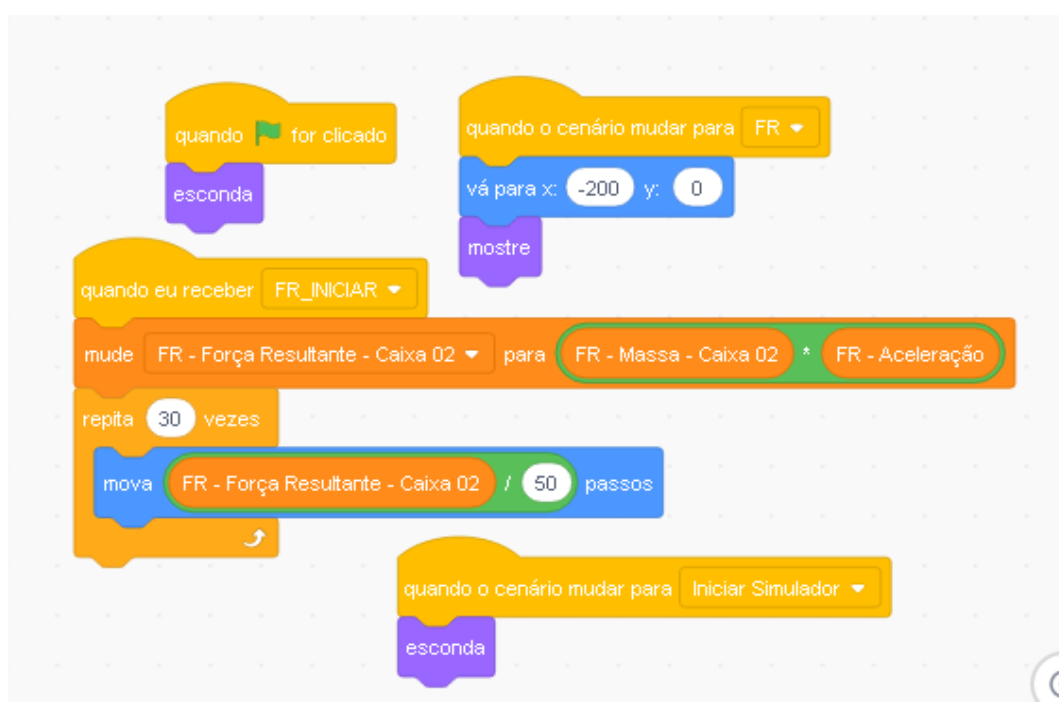 quando for clicado
esconda
quando o cenário mudar para FR
vá para x: -200 y: 0
mostre
quando eu receber FR_INICIAR
mude FR - Força Resultante - Caixa 02 para FR - Massa - Caixa 02 * FR - Aceleração
repita 30 vezes
mova FR - Força Resultante - Caixa 02 / 50 passos
quando o cenário mudar para Iniciar Simulador
esconda